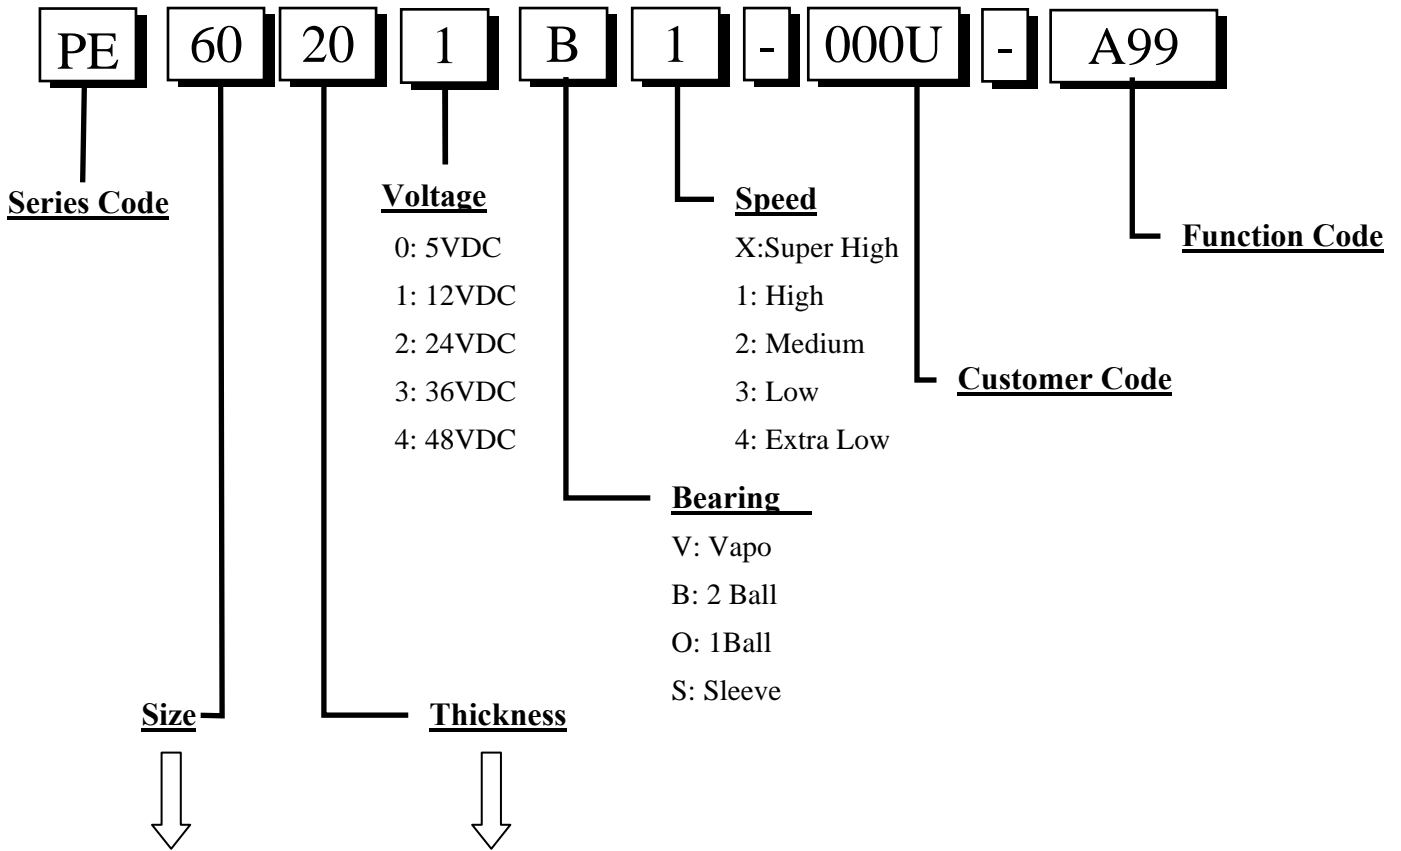 PE 60 20 1 B 1 - 000U - A99
Series Code
Voltage
0: 5VDC
1: 12VDC
2: 24VDC
3: 36VDC
4: 48VDC
Speed
X:Super High
1: High
2: Medium
3: Low
4: Extra Low
Function Code
Customer Code
Bearing
V: Vapo
B: 2 Ball
O: 1Ball
S: Sleeve
Size
Thickness